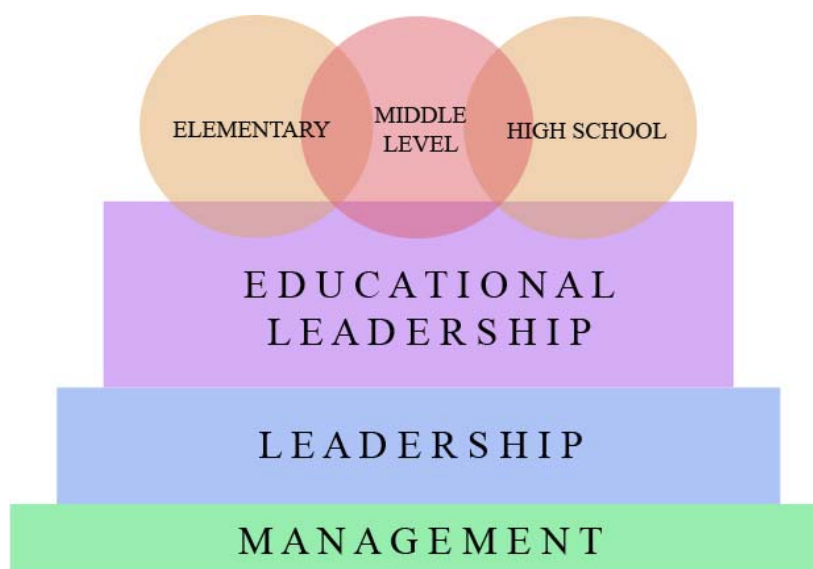 ELEMENTARY
MIDDLE
LEVEL
HIGH SCHOOL
EDUCATIONAL
LEADERSHIP
LEADERSHIP
MANAGEMENT